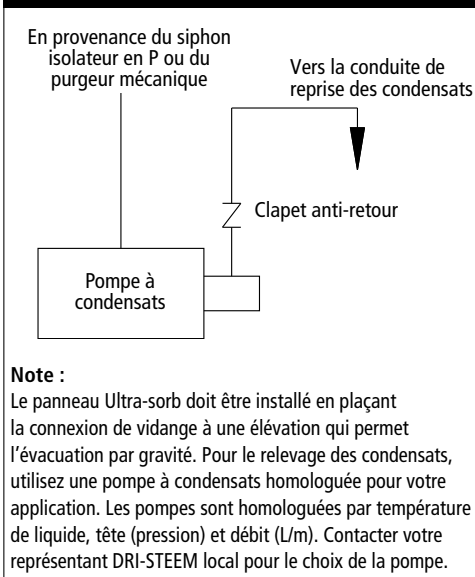 En provenance du siphon
isolateur en P ou du
purgeur mécanique
Vers la conduite de
reprise des condensats
Clapet anti-retour
Pompe à
condensats
Note :
Le panneau Ultra-sorb doit être installé en plaçant
la connexion de vidange à une élévation qui permet
l'évacuation par gravité. Pour le relevage des condensats,
utilisez une pompe à condensats homologuée pour votre
application. Les pompes sont homologuées par température
de liquide, tête (pression) et débit (L/m). Contacter votre
représentant DRI-STEEM local pour le choix de la pompe.